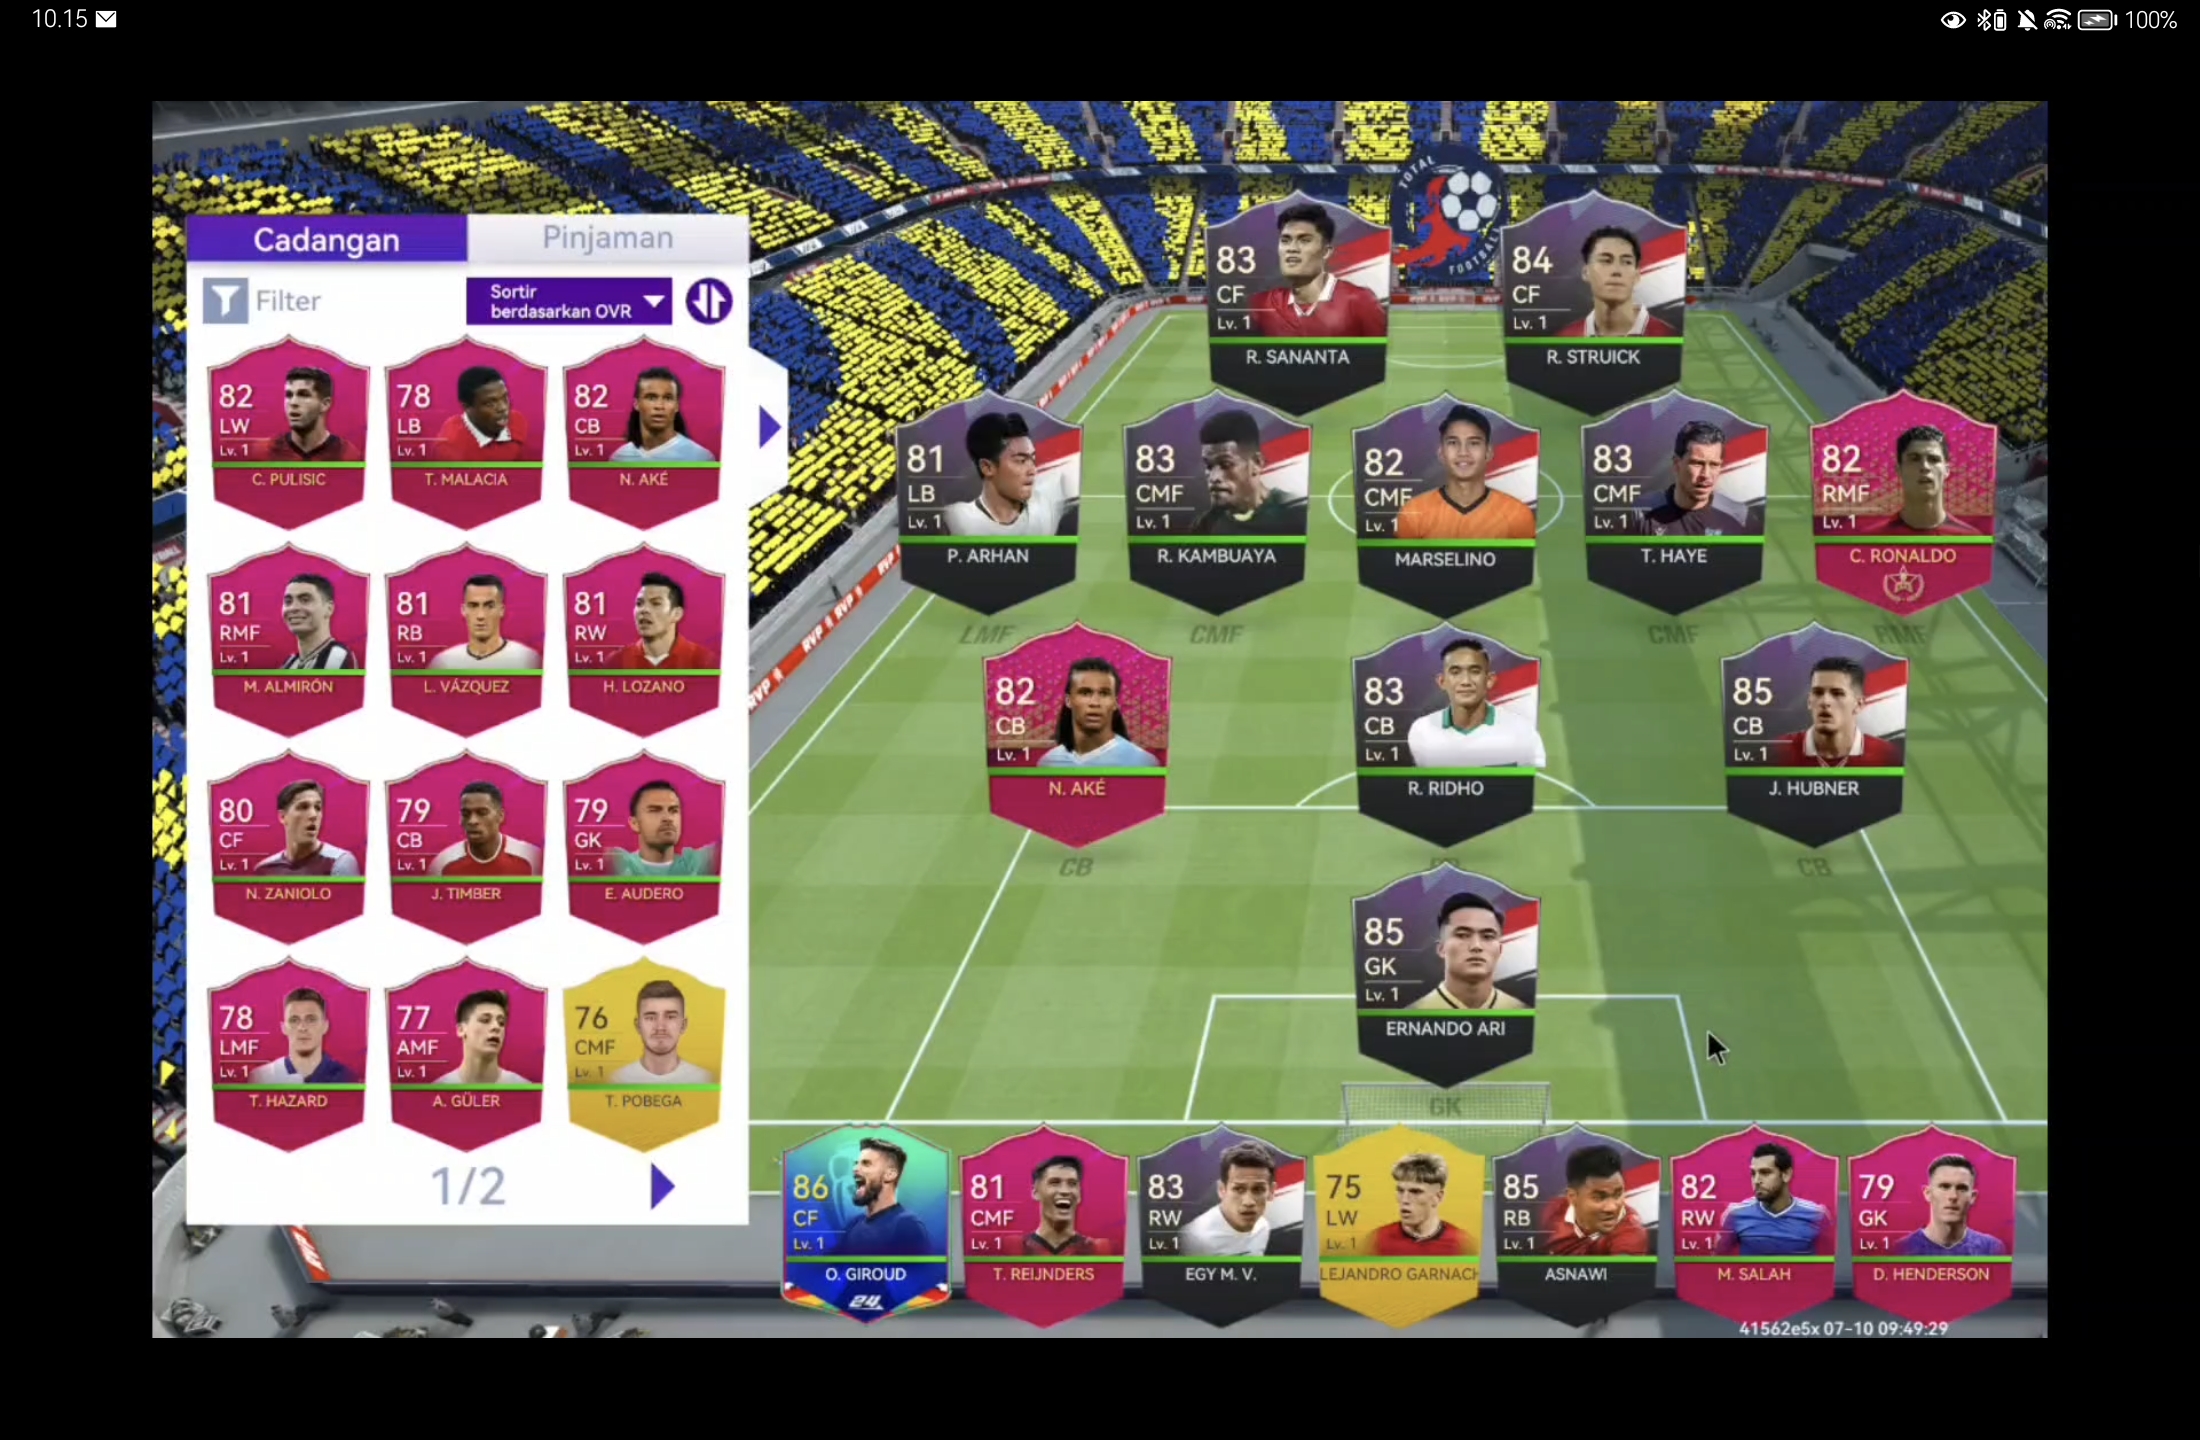 10.15
100%
TOTAL
FOOTBALL
Cadangan
Pinjaman
Filter
Sortir
berdasarkan OVR
82
LW
Lv. 1
C. PULISIC
78
LB
Lv. 1
T. MALACIA
82
CB
Lv. 1
N. AKÉ
81
RMF
Lv. 1
M. ALMIRÓN
81
RB
Lv. 1
L. VÁZQUEZ
81
RW
Lv. 1
H. LOZANO
80
CF
Lv. 1
N. ZANIOLO
79
CB
Lv. 1
J. TIMBER
79
GK
Lv. 1
E. AUDERO
78
LMF
Lv. 1
T. HAZARD
77
AMF
Lv. 1
A. GÜLER
76
CMF
Lv. 1
T. POBEGA
1/2
83
CF
Lv. 1
R. SANANTA
84
CF
Lv. 1
R. STRUICK
81
LB
Lv. 1
P. ARHAN
LMF
83
CMF
Lv. 1
R. KAMBUAYA
CMF
82
CMF
Lv. 1
MARSELINO
83
CMF
Lv. 1
T. HAYE
CMF
82
RMF
Lv. 1
C. RONALDO
RMF
RVP
RVP
RVP
82
CB
Lv. 1
N. AKÉ
CB
83
CB
Lv. 1
R. RIDHO
85
CB
Lv. 1
J. HUBNER
CB
85
GK
Lv. 1
ERNANDO ARI
GK
86
CF
Lv. 1
O. GIROUD
24
81
CMF
Lv. 1
T. REIJNDERS
83
RW
Lv. 1
EGY M. V.
75
LW
Lv. 1
LEJANDRO GARNACH
85
RB
Lv. 1
ASNAWI
82
RW
Lv. 1
M. SALAH
79
GK
Lv. 1
D. HENDERSON
41562e5x 07-10 09:49:29